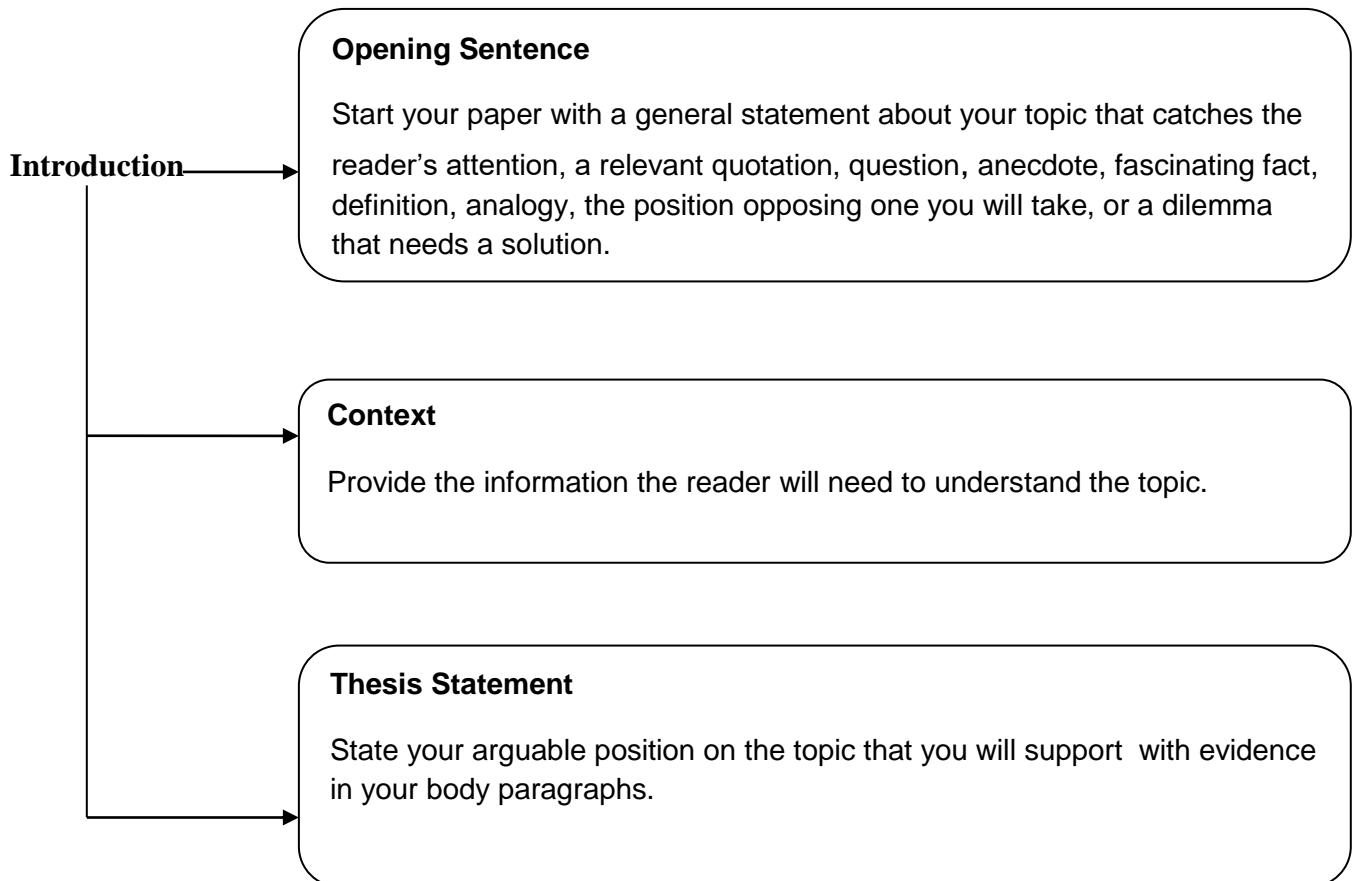 Opening Sentence
Start your paper with a general statement about your topic that catches the
Introduction
reader’s attention, a relevant quotation, question, anecdote, fascinating fact,
definition, analogy, the position opposing one you will take, or a dilemma
that needs a solution.
Context
Provide the information the reader will need to understand the topic.
Thesis Statement
State your arguable position on the topic that you will support  with evidence
in your body paragraphs.